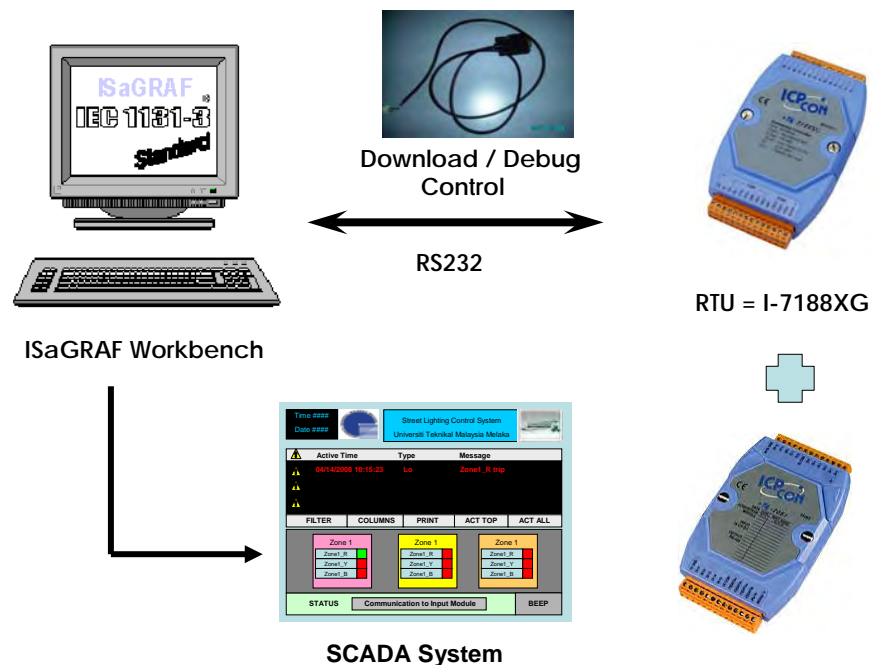 ISaGRAF
IEC 1131-3
Standard
Download / Debug
Control
RS232
ISaGRAF Workbench
ICP
CON
CE
RTU = I-7188XG
Time ####
Date ####
Street Lighting
Control System
Universiti Teknikal Malaysia Melaka
Active Time Type Message
04/14/2008 10:15:23 Lo Zone1_R trip
FILTER COLUMNS PRINT ACT TOP ACT ALL
Zone 1 Zone 1 Zone 1
Zone1_R Zone1_R Zone1_R
Zone1_Y Zone1_Y Zone1_Y
Zone1_B Zone1_B Zone1_B
STATUS Communication to Input Module BEEP
SCADA System
ICP
CON
CE